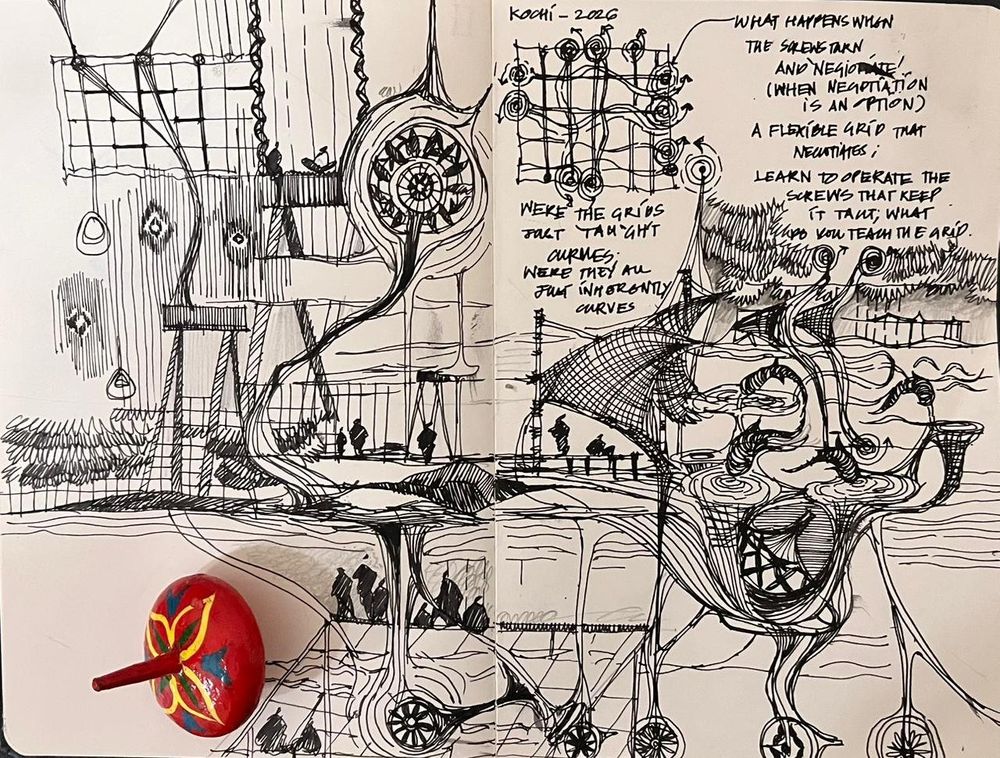 KOCHI - 2026
WHAT HAPPENS WHEN
THE SCREWS TURN
AND 'NEGIOTIATE'
(WHEN NEGOTIATION
IS AN OPTION)
A FLEXIBLE GRID THAT
NEGOTIATES;
LEARN TO OPERATE THE
SCREWS THAT KEEP
IT TAUT; WHAT
DO YOU TEACH THE GRID.
WERE THE GRIDS
JUST 'TAUGHT'
CURVES;
WERE THEY ALL
JUST INHERANTLY
CURVES